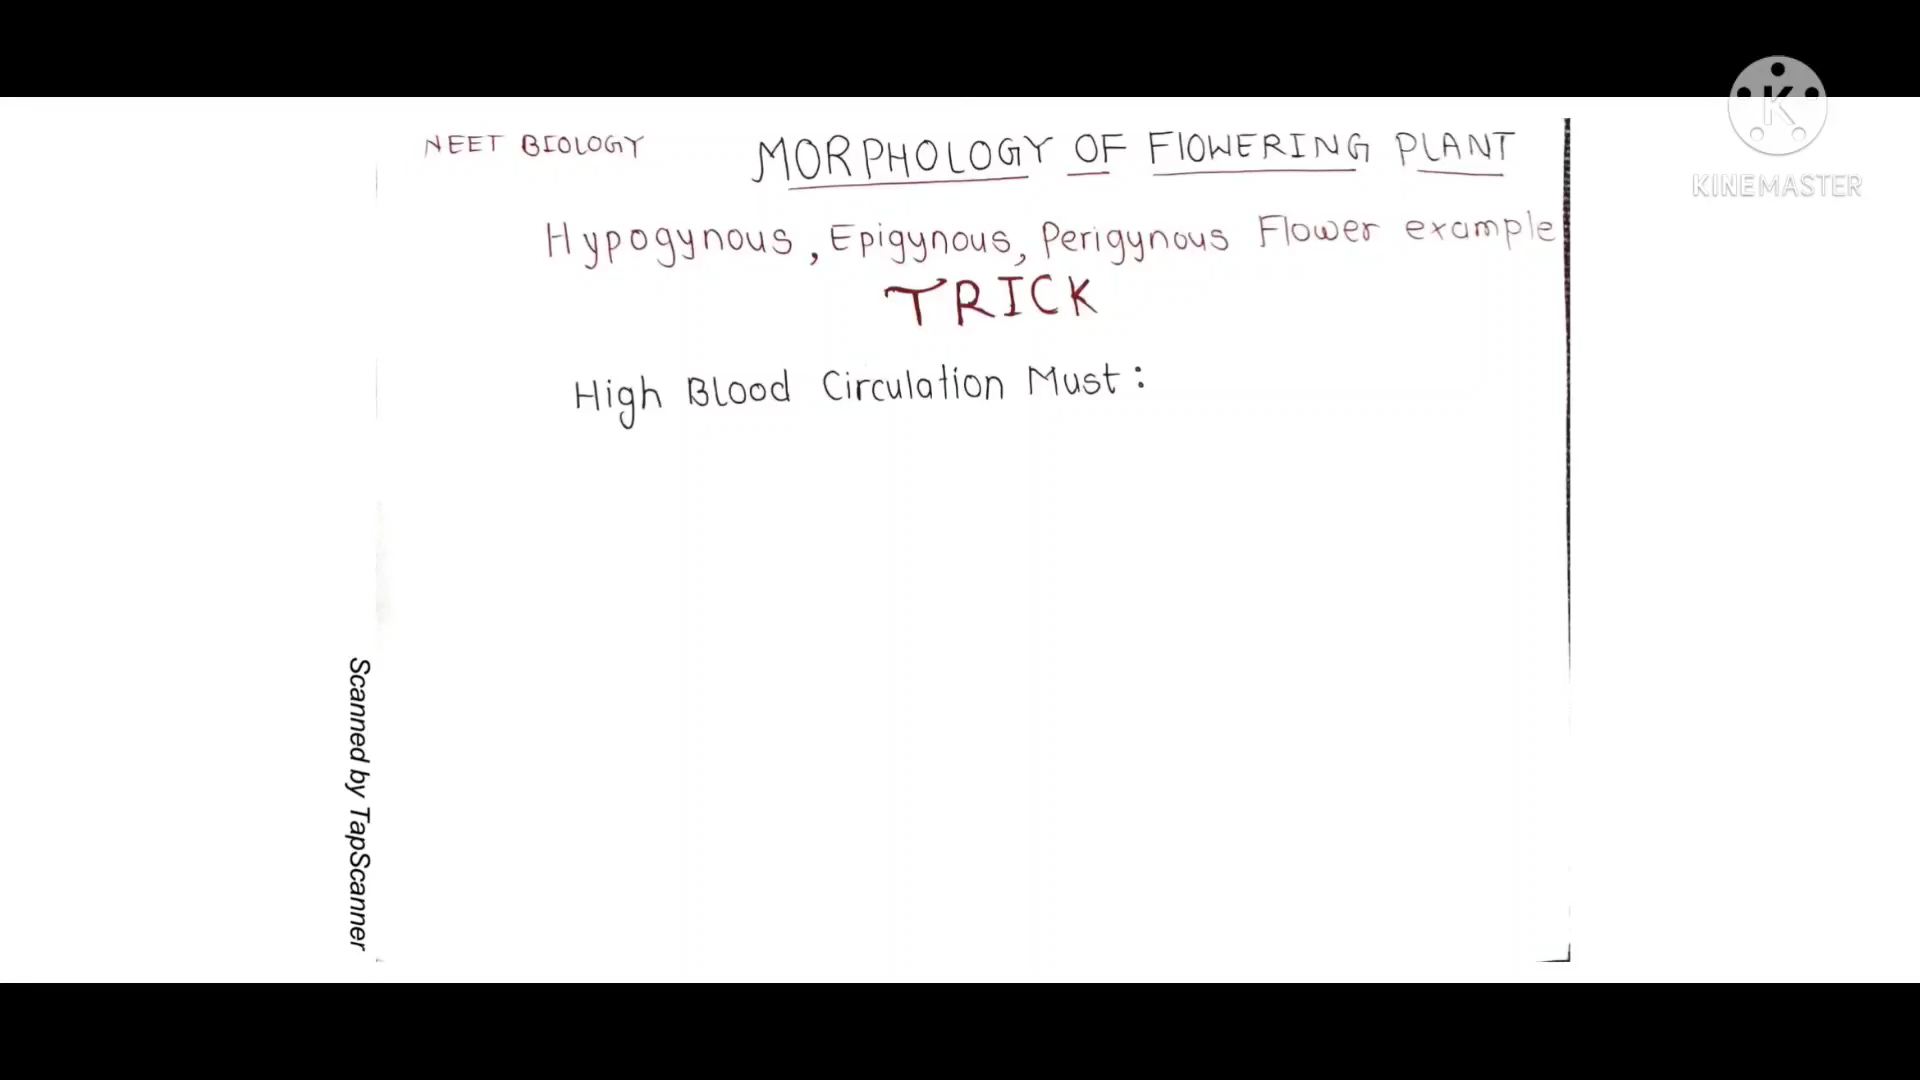 NEET BIOLOGY
MORPHOLOGY OF FlOWERING PLANT
Hypogynous, Epigynous, Perigynous Flower example
TRICK
High Blood Circulation Must:
Scanned by TapScanner
K
KINEMASTER